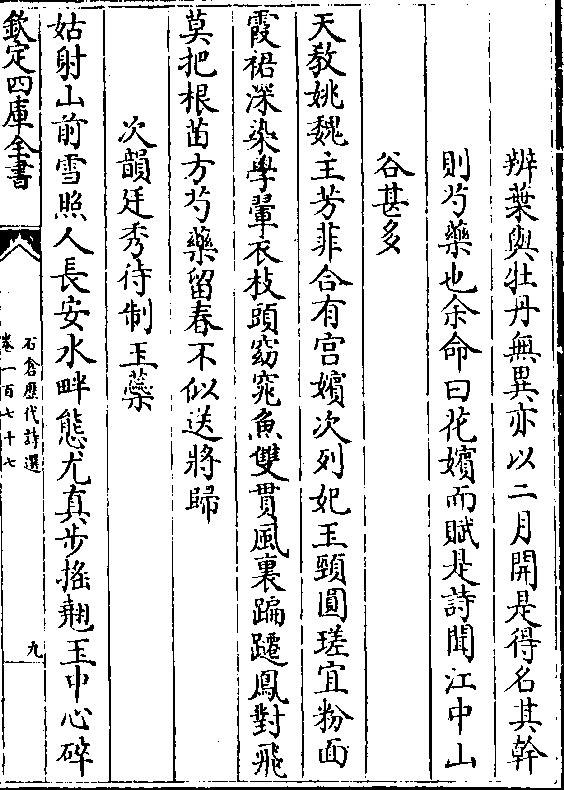 辨葉與牡丹無異亦以二月開是得名其幹
則芍藥也余命曰花嬪而賦是詩聞江中山
谷甚多
天教姚魏主芳菲合有宫嬪次列妃玉頸圓瑳宜粉面
霞裙深染學翬衣枝頭窈窕魚雙貫風裏蹁蹮鳳對飛
莫把根苗方芍藥留春不似送將歸
次韻廷秀待制玉蘂
姑射山前雪照人長安水畔態尤真步搖翹玉中心碎
欽定四庫全書
石倉歷代詩選
卷一百七十七
九